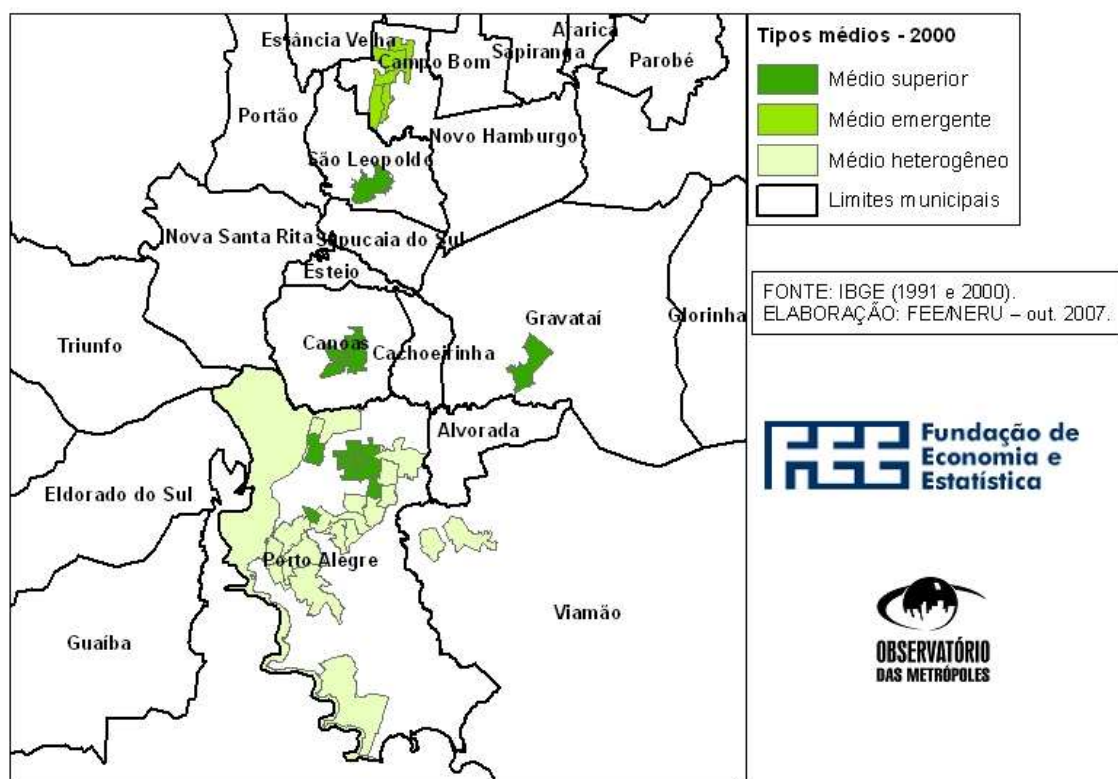 Estância Velha
Campo Bom
Sapiranga
Araricá
Parobé
Portão
Novo Hamburgo
São Leopoldo
Nova Santa Rita
Sapucaia do Sul
Esteio
Triunfo
Canoas
Cachoeirinha
Gravataí
Glorinha
Alvorada
Eldorado do Sul
Porto Alegre
Viamão
Guaíba
Tipos médios - 2000
Médio superior
Médio emergente
Médio heterogêneo
Limites municipais
FONTE: IBGE (1991 e 2000).
ELABORAÇÃO: FEE/NERU – out. 2007.
FEE
Fundação de
Economia e
Estatística
OBSERVATÓRIO
DAS METRÓPOLES